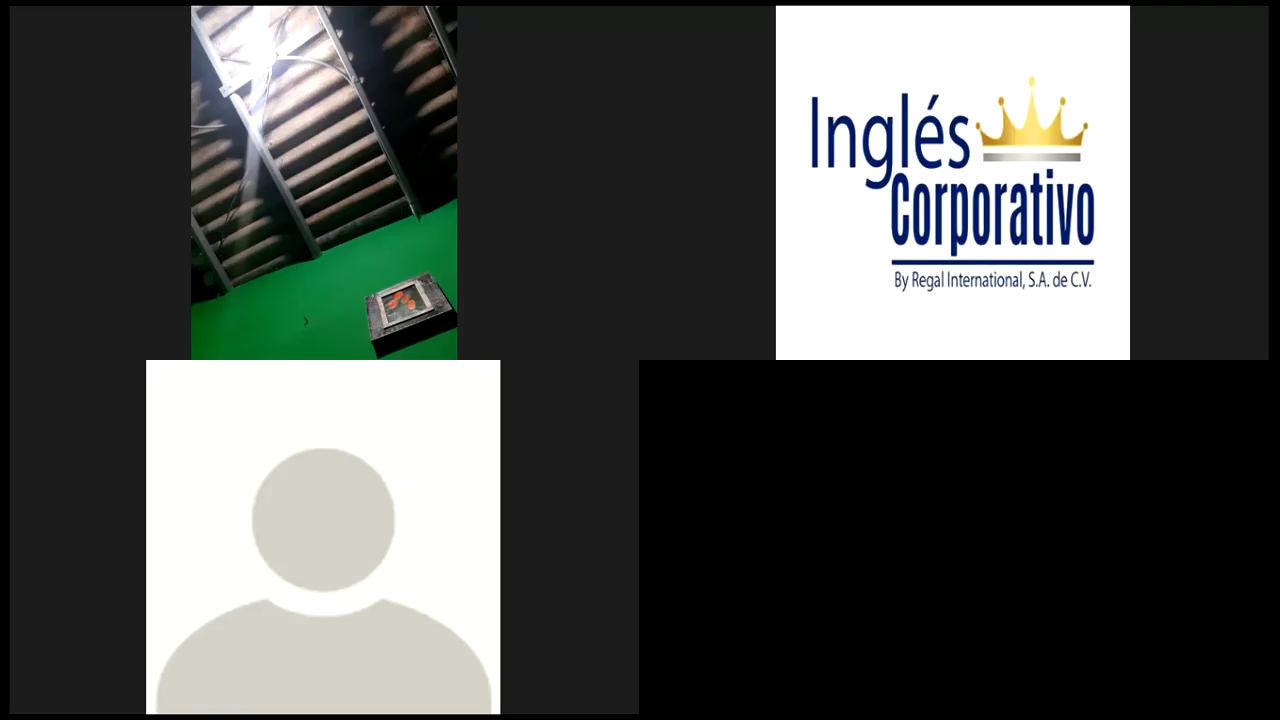 Inglés
Corporativo
By Regal International, S.A. de C.V.